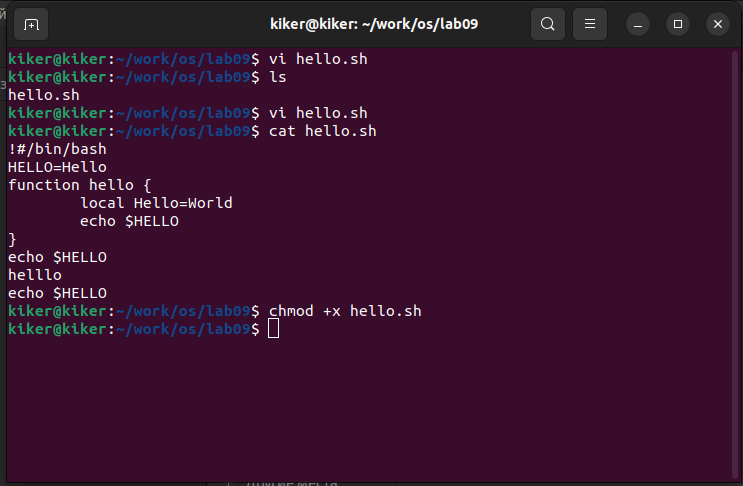 kiker@kiker: ~/work/os/lab09
kiker@kiker:~/work/os/lab09$ vi hello.sh
kiker@kiker:~/work/os/lab09$ ls
hello.sh
kiker@kiker:~/work/os/lab09$ vi hello.sh
kiker@kiker:~/work/os/lab09$ cat hello.sh
!#/bin/bash
HELLO=Hello
function hello {
        local Hello=World
        echo $HELLO
}
echo $HELLO
helllo
echo $HELLO
kiker@kiker:~/work/os/lab09$ chmod +x hello.sh
kiker@kiker:~/work/os/lab09$